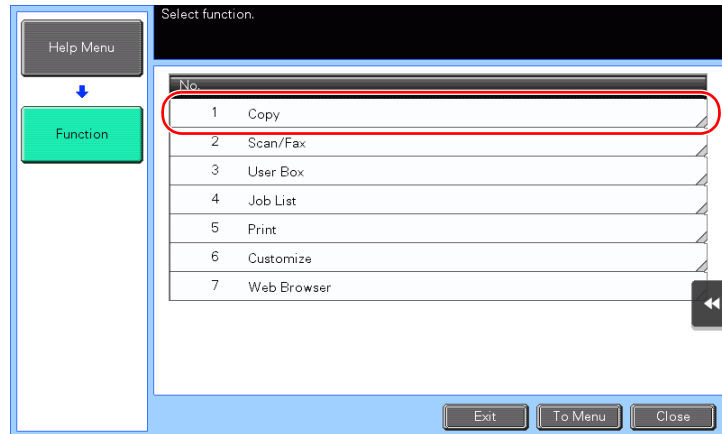 Select function.
Help Menu
Function
No.
1 Copy
2 Scan/Fax
3 User Box
4 Job List
5 Print
6 Customize
7 Web Browser
Exit To Menu Close